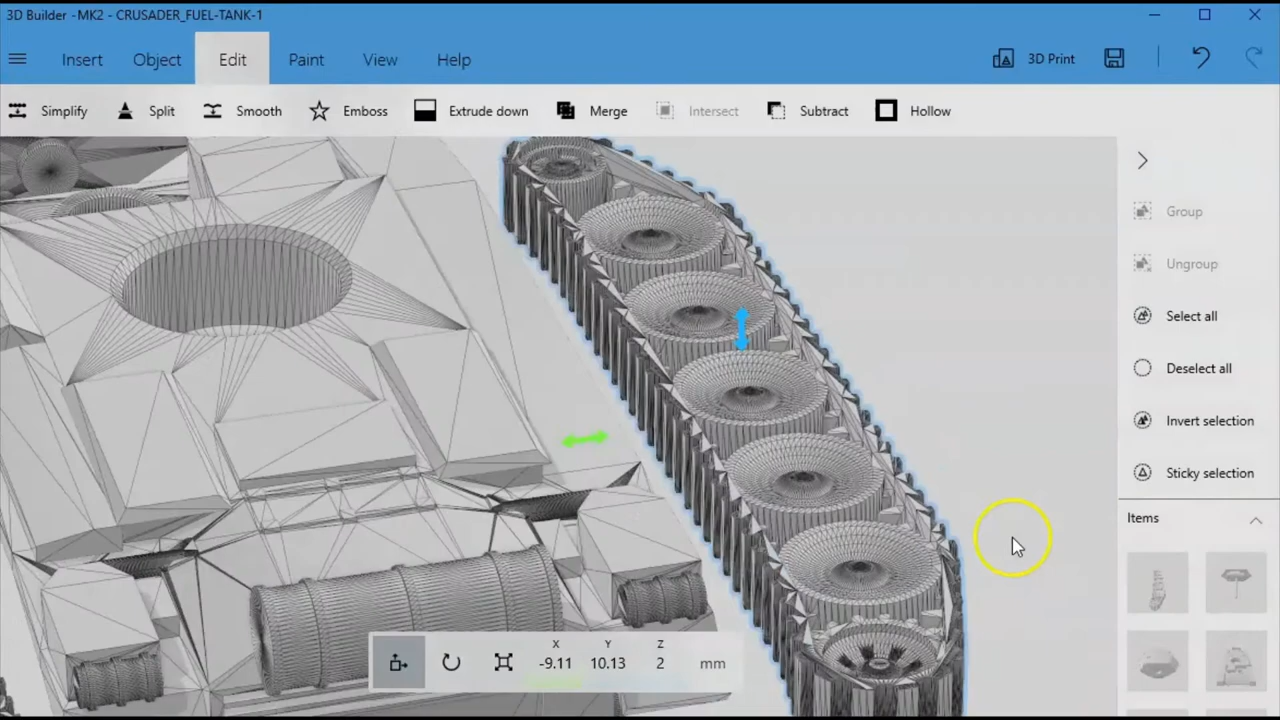 3D Builder -MK2 - CRUSADER_FUEL-TANK-1
Insert Object Edit Paint View Help 3D Print
Simplify Split Smooth Emboss Extrude down Merge Intersect Subtract Hollow
Group
Ungroup
Select all
Deselect all
Invert selection
Sticky selection
Items
X Y Z
-9.11 10.13 2 mm